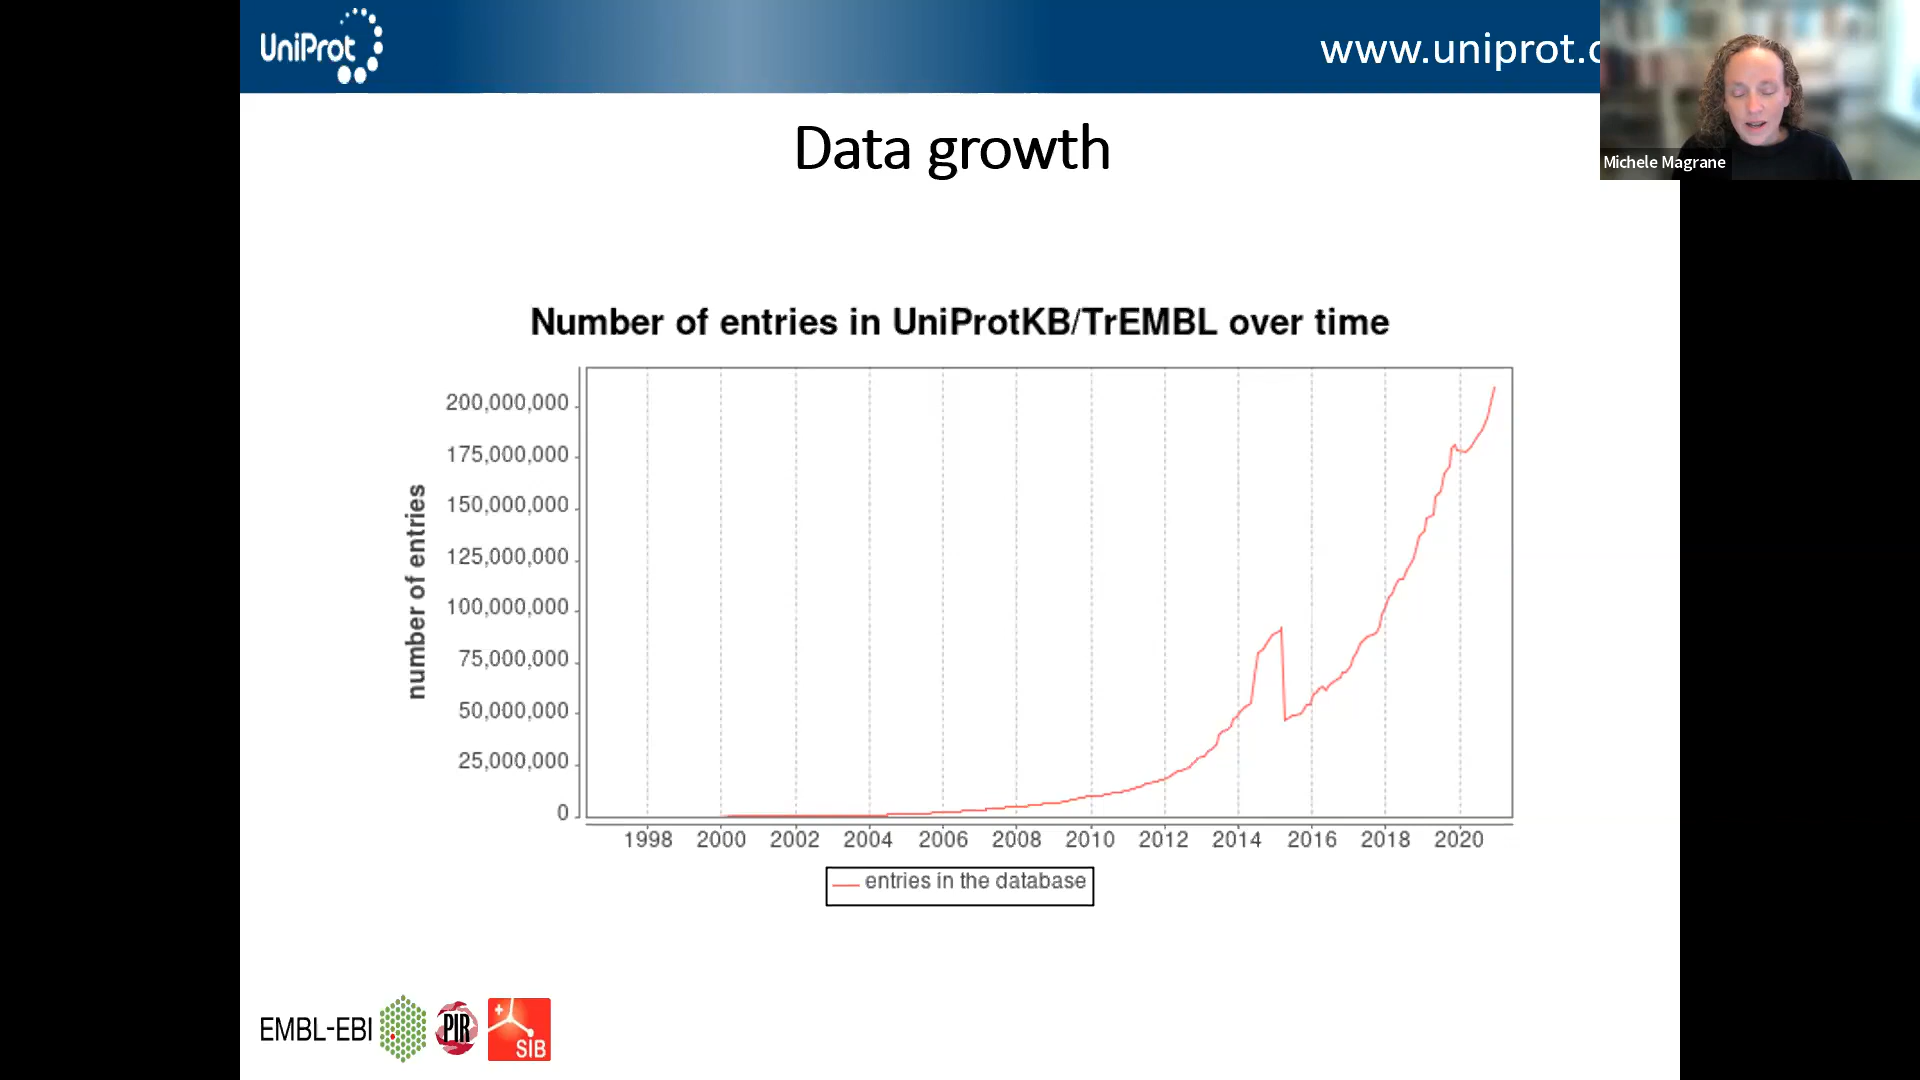 UniProt
www.uniprot.
Michele Magrane
Data growth
Number of entries in UniProtKB/TrEMBL over time
number of entries
200,000,000
175,000,000
150,000,000
125,000,000
100,000,000
75,000,000
50,000,000
25,000,000
0
1998 2000 2002 2004 2006 2008 2010 2012 2014 2016 2018 2020
entries in the database
EMBL-EBI
PIR
SIB